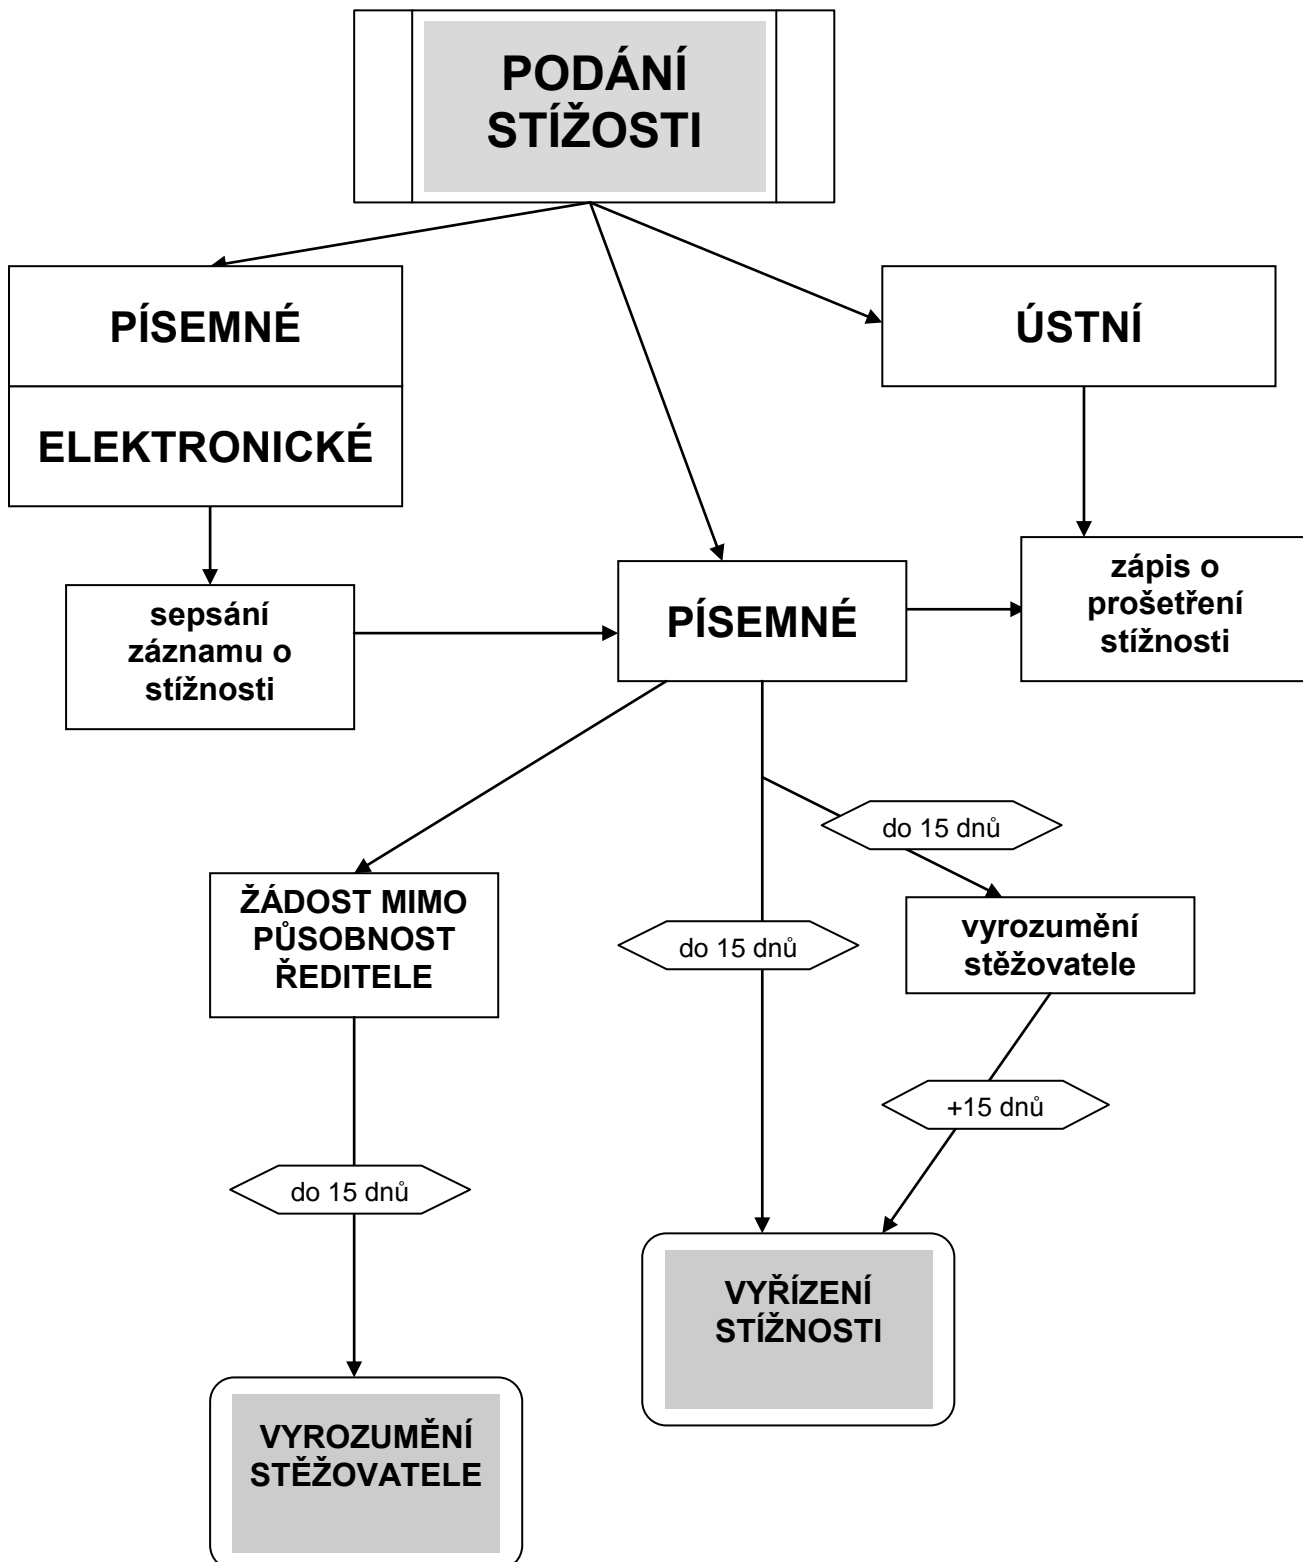 PODÁNÍ
STÍŽOSTI
PÍSEMNÉ
ÚSTNÍ
ELEKTRONICKÉ
sepsání
záznamu o
stížnosti
PÍSEMNÉ
zápis o
prošetření
stížnosti
do 15 dnů
ŽÁDOST MIMO
PŮSOBNOST
ŘEDITELE
do 15 dnů
vyrozumění
stěžovatele
+15 dnů
do 15 dnů
VYŘÍZENÍ
STÍŽNOSTI
VYROZUMĚNÍ
STĚŽOVATELE